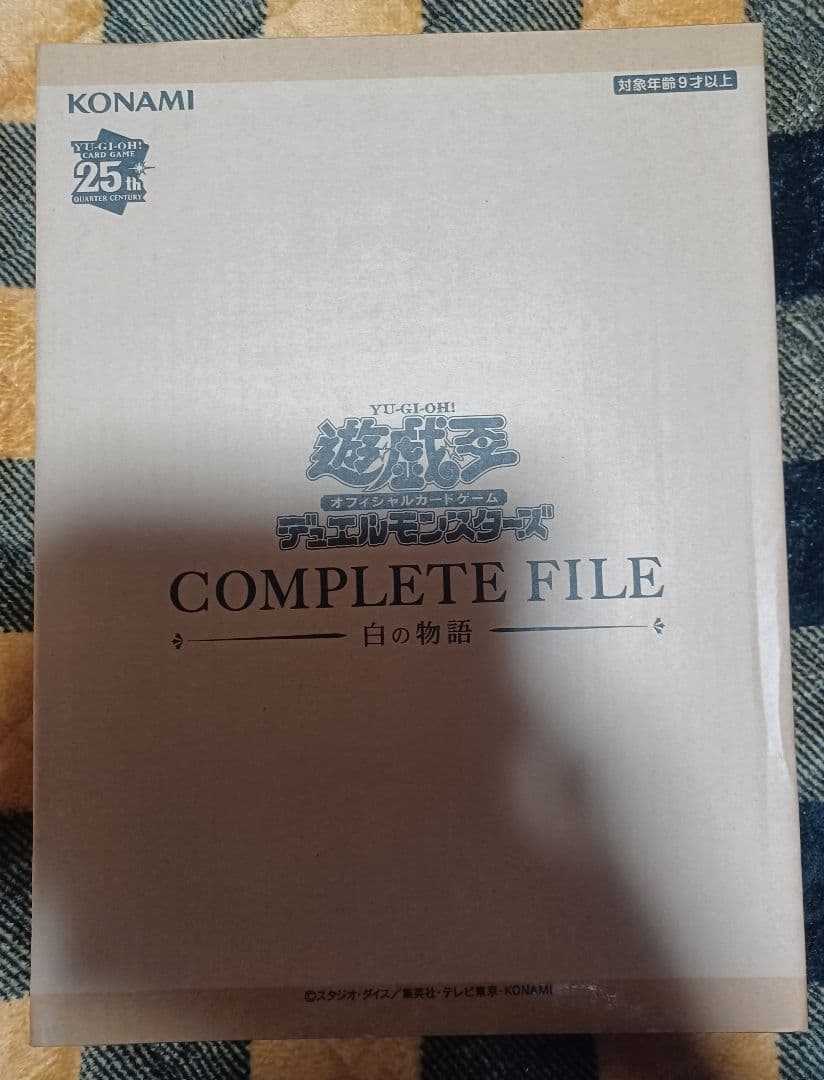 KONAMI
対象年齢9才以上
YU-GI-OH!
CARD GAME
25th
QUARTER CENTURY
YU-GI-OH!
遊戯王
オフィシャルカードゲーム
デュエルモンスターズ
COMPLETE FILE
白の物語
©スタジオ・ダイス/集英社・テレビ東京・KONAMI